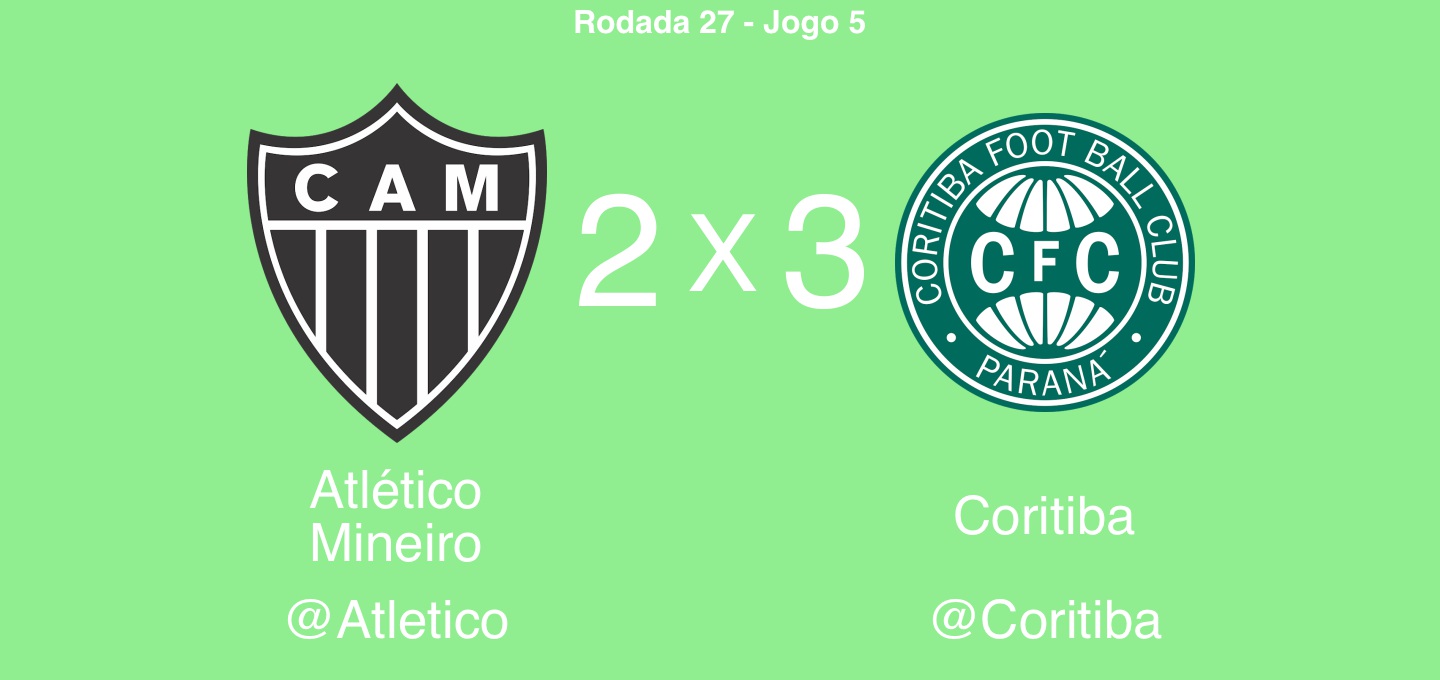 Rodada 27 - Jogo 5
CAM
2 x 3
CORITIBA FOOT BALL CLUB
CFC
PARANÁ
Atlético
Mineiro
Coritiba
@Atletico
@Coritiba